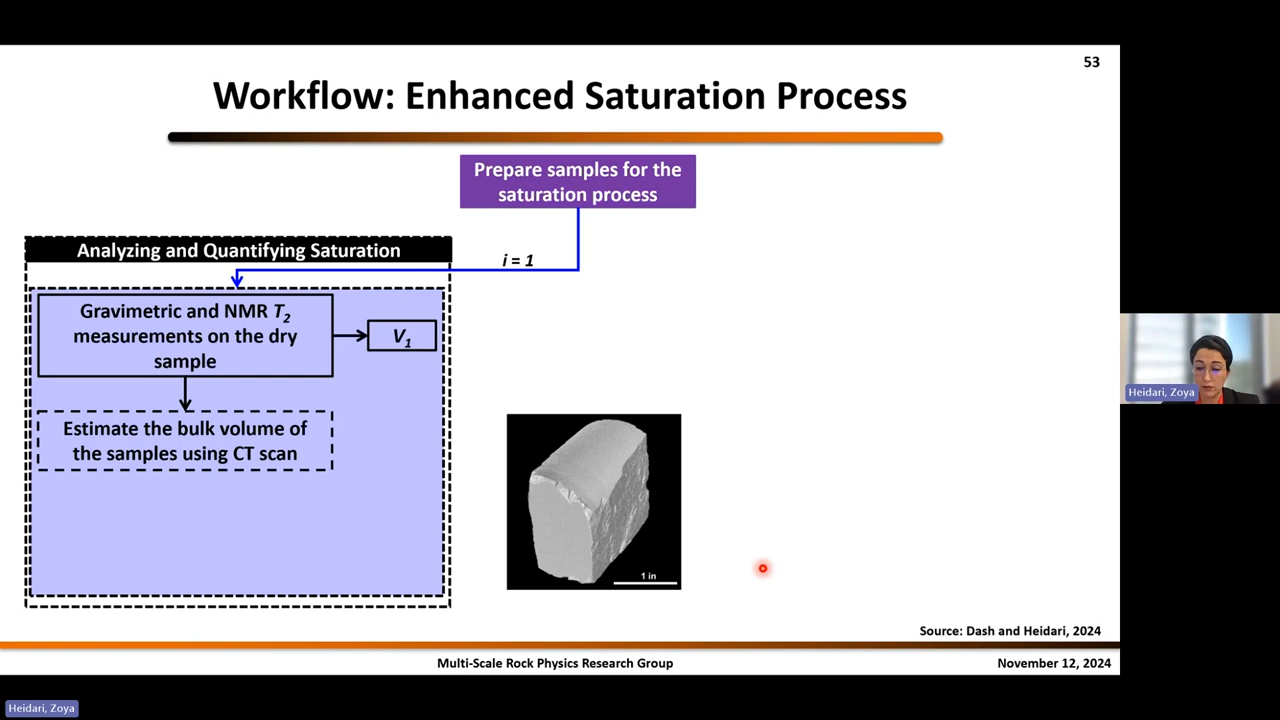 53
Workflow: Enhanced Saturation Process
Prepare samples for the
saturation process
Analyzing and Quantifying Saturation
i = 1
Gravimetric and NMR T2
measurements on the dry
sample
V1
Estimate the bulk volume of
the samples using CT scan
1 in
Heidari, Zoya
Source: Dash and Heidari, 2024
Multi-Scale Rock Physics Research Group
November 12, 2024
Heidari, Zoya